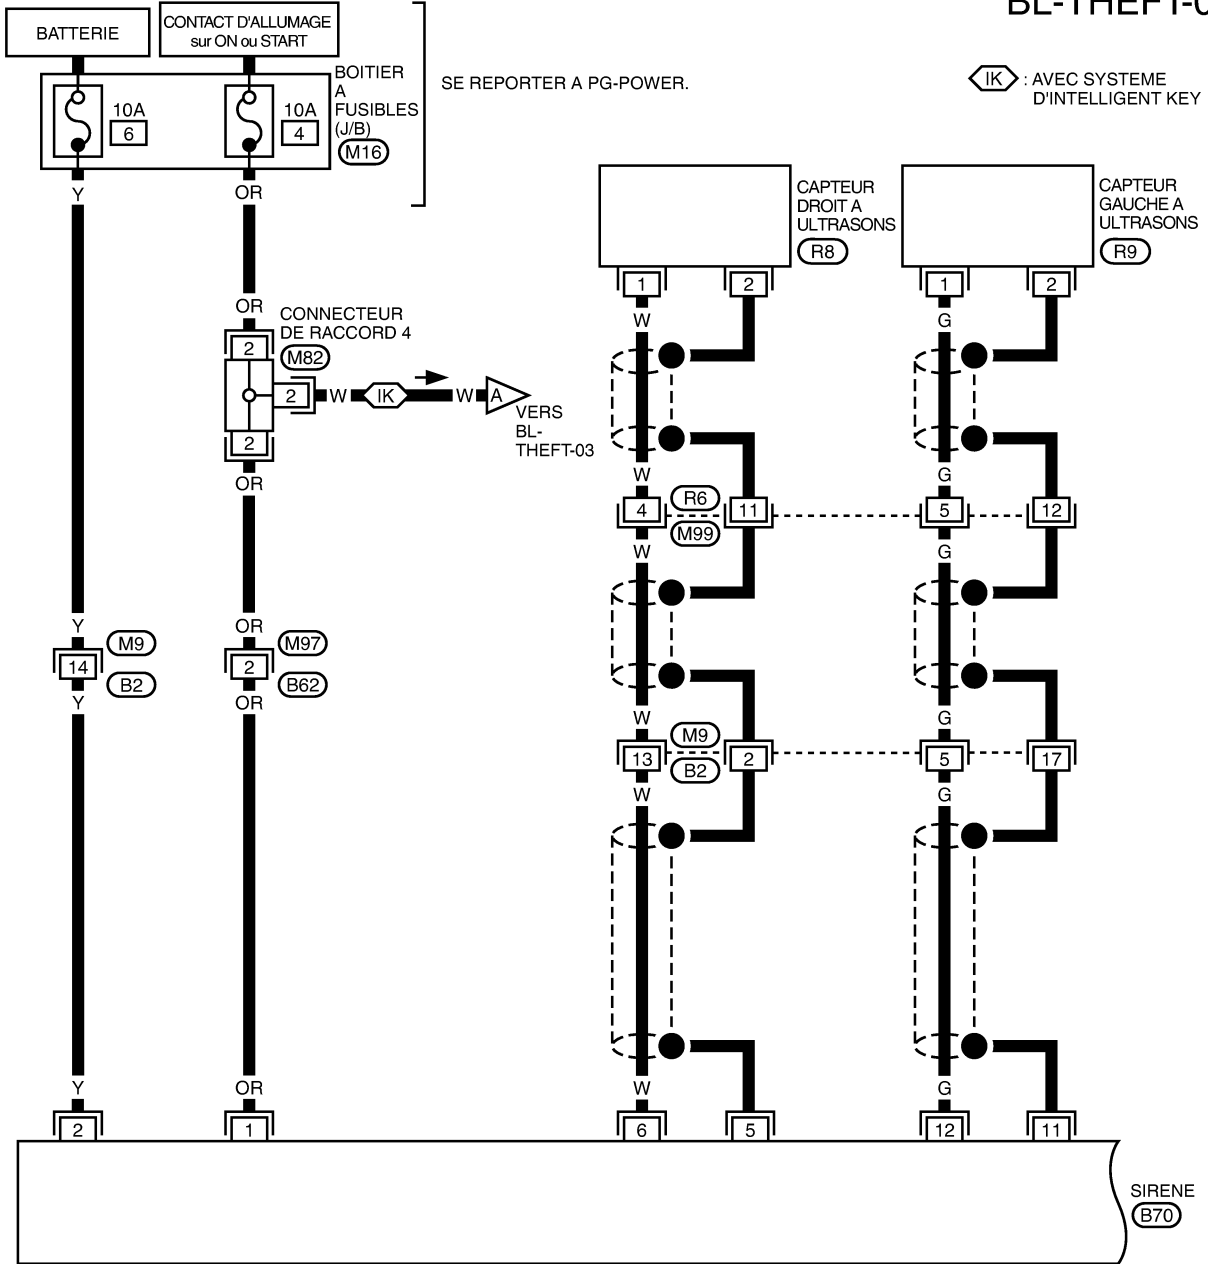 BL-THEFT-0
BATTERIE
CONTACT D'ALLUMAGE
sur ON ou START
BOITIER
A
FUSIBLES
(J/B)
M16
10A
6
10A
4
SE REPORTER A PG-POWER.
IK : AVEC SYSTEME
D'INTELLIGENT KEY
Y
OR
CAPTEUR
DROIT A
ULTRASONS
R8
CAPTEUR
GAUCHE A
ULTRASONS
R9
1
2
1
2
W
G
OR
CONNECTEUR
DE RACCORD 4
M82
2
2
W
IK
W
A
VERS
BL-
THEFT-03
2
OR
W
G
4
R6
M99
11
5
12
W
G
Y
OR
14
M9
B2
2
M97
B62
Y
OR
W
G
13
M9
B2
2
5
17
W
G
Y
OR
W
G
2
1
6
5
12
11
SIRENE
B70